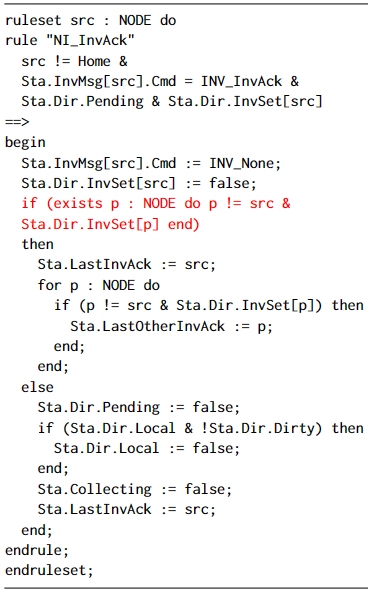 ruleset src : NODE do
rule "NI_InvAck"
  src != Home &
  Sta.InvMsg[src].Cmd = INV_InvAck &
  Sta.Dir.Pending & Sta.Dir.InvSet[src]
==>
begin
  Sta.InvMsg[src].Cmd := INV_None;
  Sta.Dir.InvSet[src] := false;
  if (exists p : NODE do p != src &
  Sta.Dir.InvSet[p] end)
  then
    Sta.LastInvAck := src;
    for p : NODE do
      if (p != src & Sta.Dir.InvSet[p]) then
        Sta.LastOtherInvAck := p;
      end;
    end;
  else
    Sta.Dir.Pending := false;
    if (Sta.Dir.Local & !Sta.Dir.Dirty) then
      Sta.Dir.Local := false;
    end;
    Sta.Collecting := false;
    Sta.LastInvAck := src;
  end;
endrule;
endruleset;